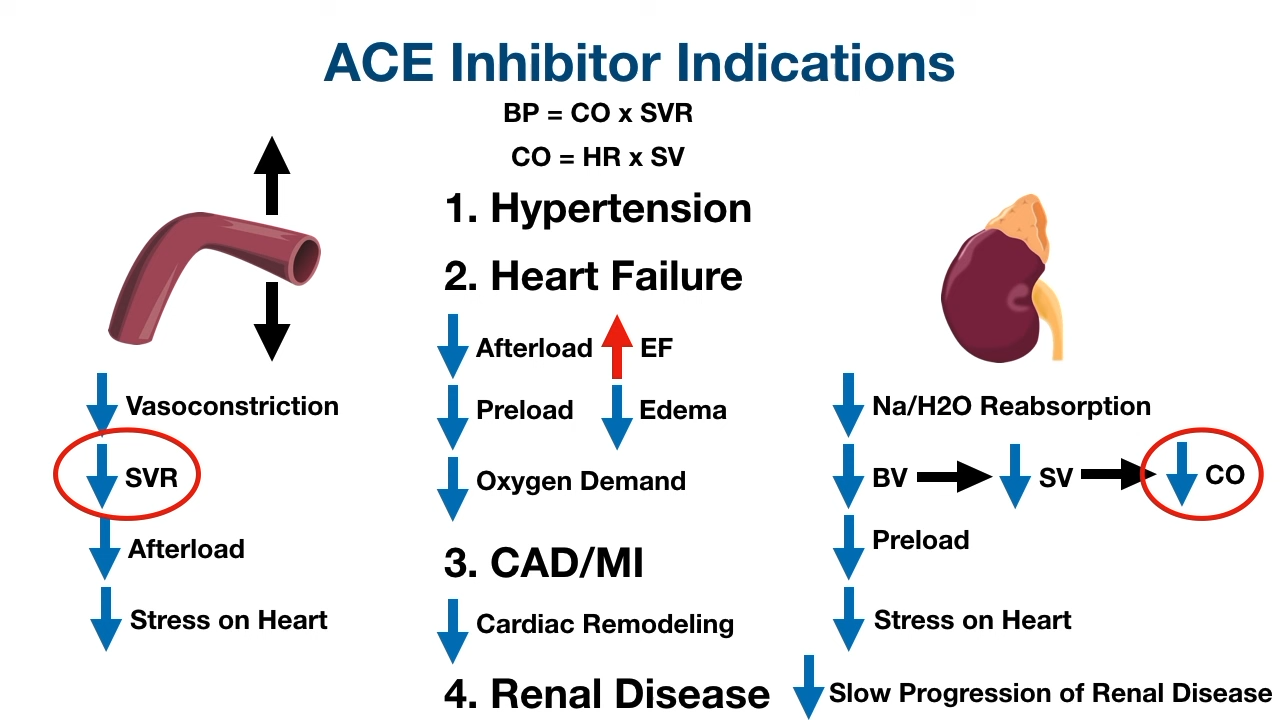 ACE Inhibitor Indications
BP = CO x SVR
CO = HR x SV
1. Hypertension
2. Heart Failure
Afterload EF
Preload Edema
Oxygen Demand
3. CAD/MI
Cardiac Remodeling
4. Renal Disease
Slow Progression of Renal Disease
Vasoconstriction
SVR
Afterload
Stress on Heart
Na/H2O Reabsorption
BV SV CO
Preload
Stress on Heart